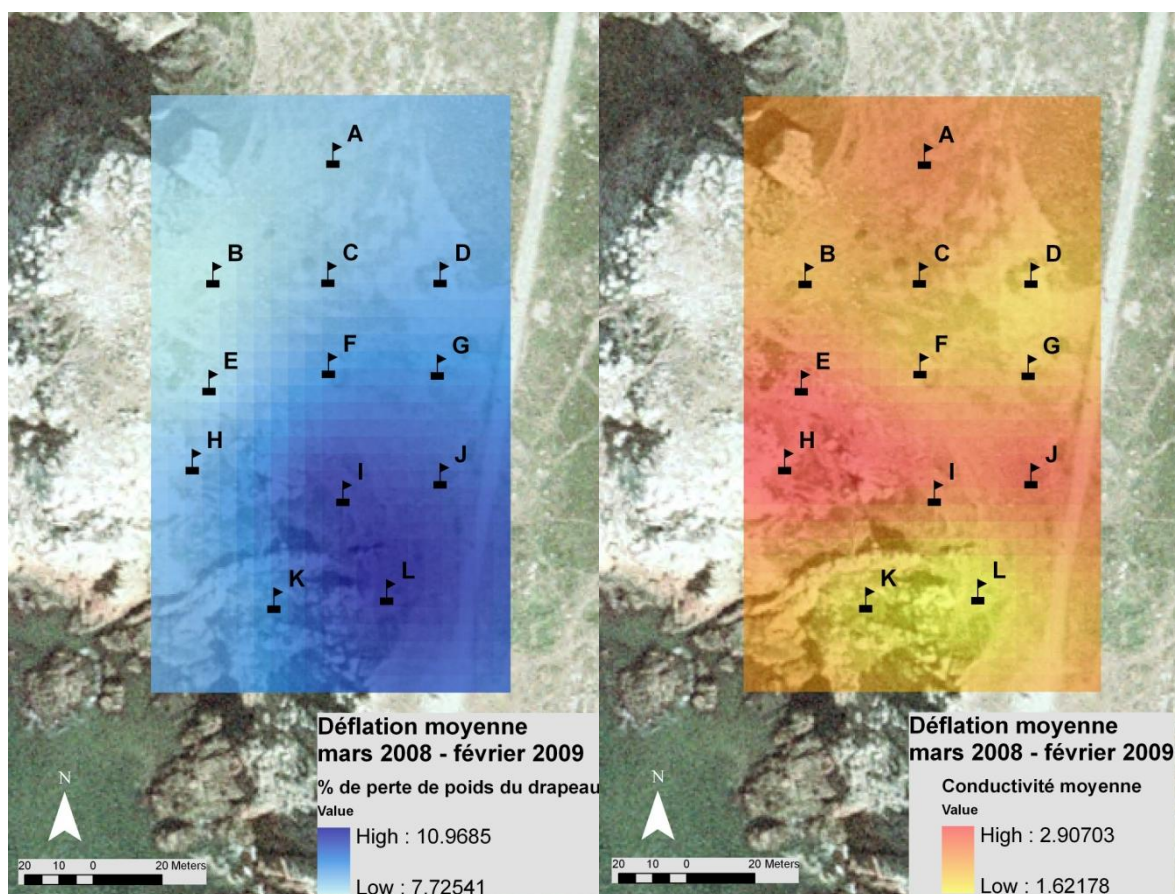 A
B
C
D
E
F
G
H
I
J
K
L
N
20 10 0 20 Meters
Déflation moyenne
mars 2008 - février 2009
% de perte de poids du drapeau
Value
High : 10.9685
Low : 7.72541
A
B
C
D
E
F
G
H
I
J
K
L
N
20 10 0 20 Meters
Déflation moyenne
mars 2008 - février 2009
Conductivité moyenne
Value
High : 2.90703
Low : 1.62178